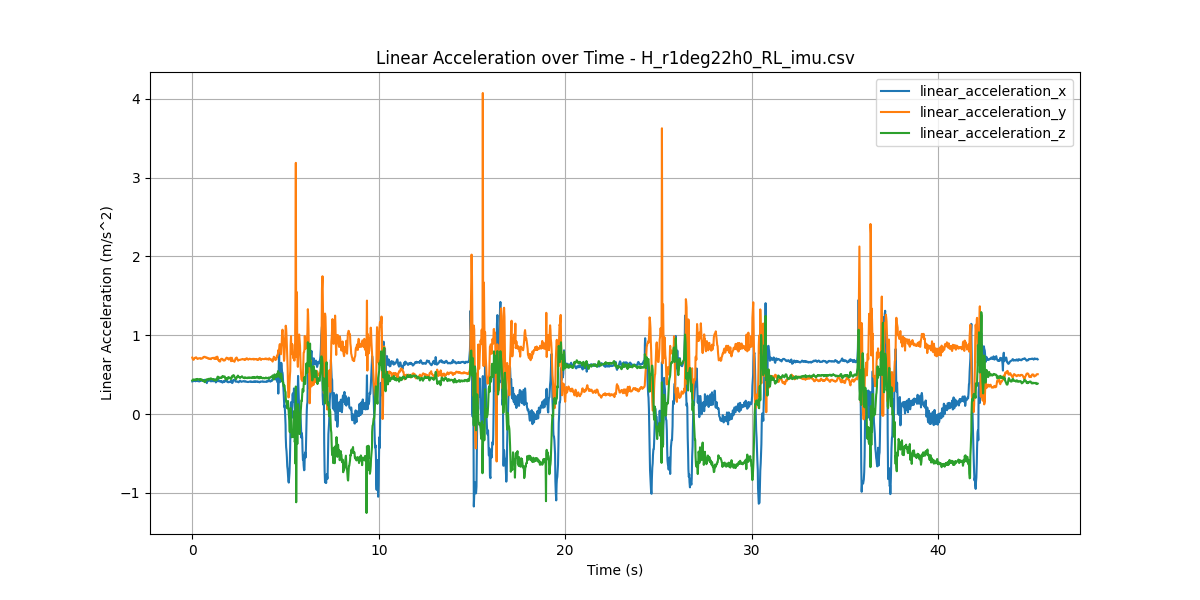 Linear Acceleration over Time - H_r1deg22h0_RL_imu.csv
linear_acceleration_x
linear_acceleration_y
linear_acceleration_z
Linear Acceleration (m/s^2)
4
3
2
1
0
−1
0 10 20 30 40
Time (s)